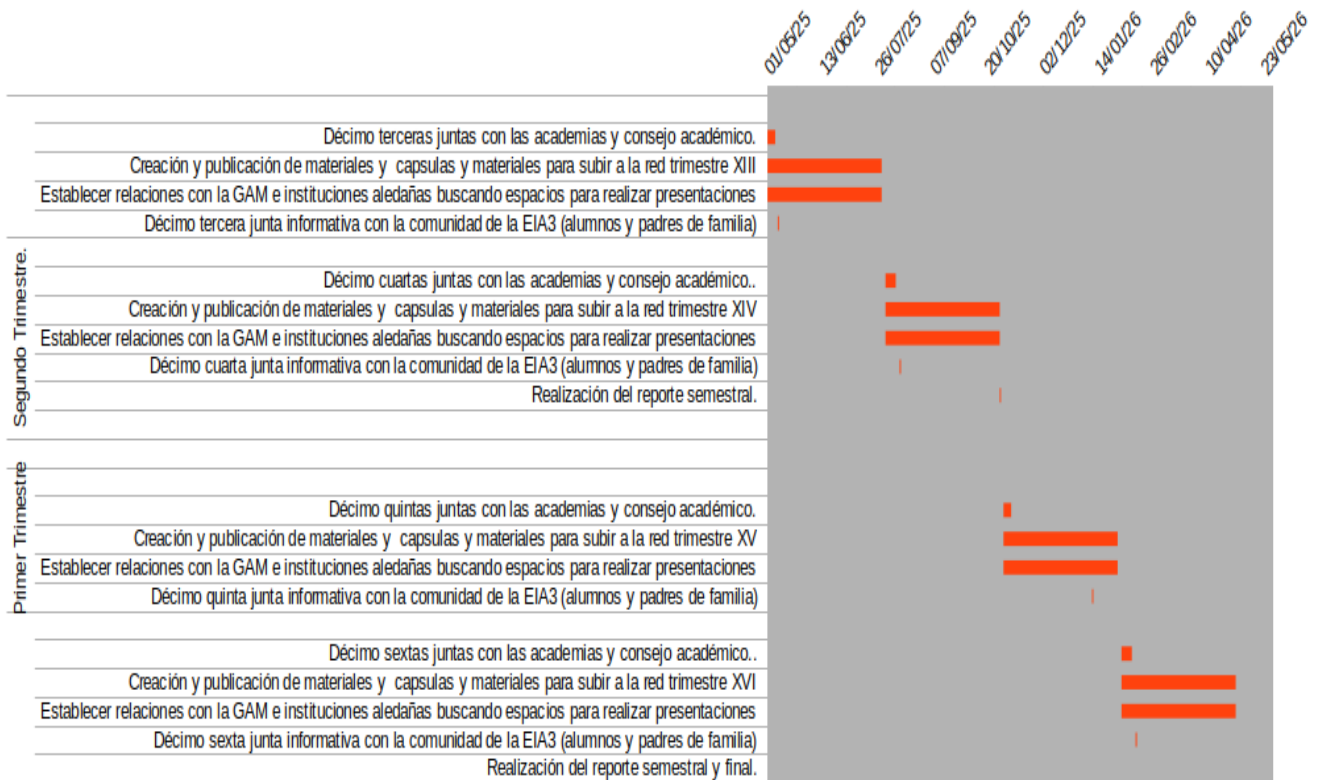 01/05/25
13/06/25
26/07/25
07/09/25
20/10/25
02/12/25
14/01/26
26/02/26
10/04/26
23/05/26
Décimo terceras juntas con las academias y consejo académico.
Creación y publicación de materiales y  capsulas y materiales para subir a la red trimestre XIII
Establecer relaciones con la GAM e instituciones aledañas buscando espacios para realizar presentaciones
Décimo tercera junta informativa con la comunidad de la EIA3 (alumnos y padres de familia)
Segundo Trimestre.
Décimo cuartas juntas con las academias y consejo académico..
Creación y publicación de materiales y  capsulas y materiales para subir a la red trimestre XIV
Establecer relaciones con la GAM e instituciones aledañas buscando espacios para realizar presentaciones
Décimo cuarta junta informativa con la comunidad de la EIA3 (alumnos y padres de familia)
Realización del reporte semestral.
Primer Trimestre
Décimo quintas juntas con las academias y consejo académico.
Creación y publicación de materiales y  capsulas y materiales para subir a la red trimestre XV
Establecer relaciones con la GAM e instituciones aledañas buscando espacios para realizar presentaciones
Décimo quinta junta informativa con la comunidad de la EIA3 (alumnos y padres de familia)
Décimo sextas juntas con las academias y consejo académico..
Creación y publicación de materiales y  capsulas y materiales para subir a la red trimestre XVI
Establecer relaciones con la GAM e instituciones aledañas buscando espacios para realizar presentaciones
Décimo sexta junta informativa con la comunidad de la EIA3 (alumnos y padres de familia)
Realización del reporte semestral y final.